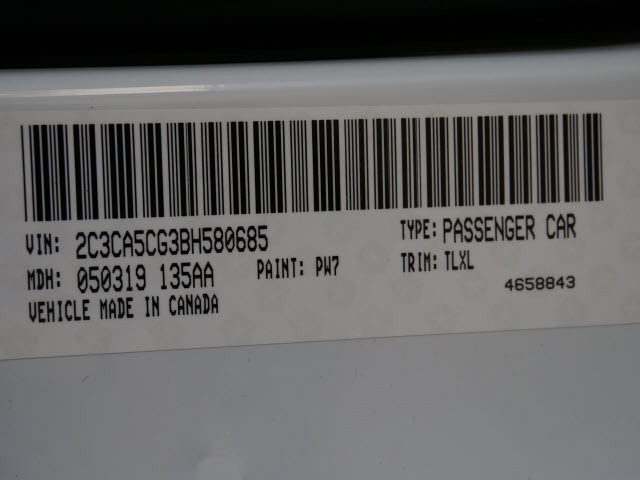 VIN: 2C3CA5CG3BH580685 TYPE: PASSENGER CAR
MDH: 050319 135AA PAINT: PW7 TRIM: TLXL
VEHICLE MADE IN CANADA 4658843